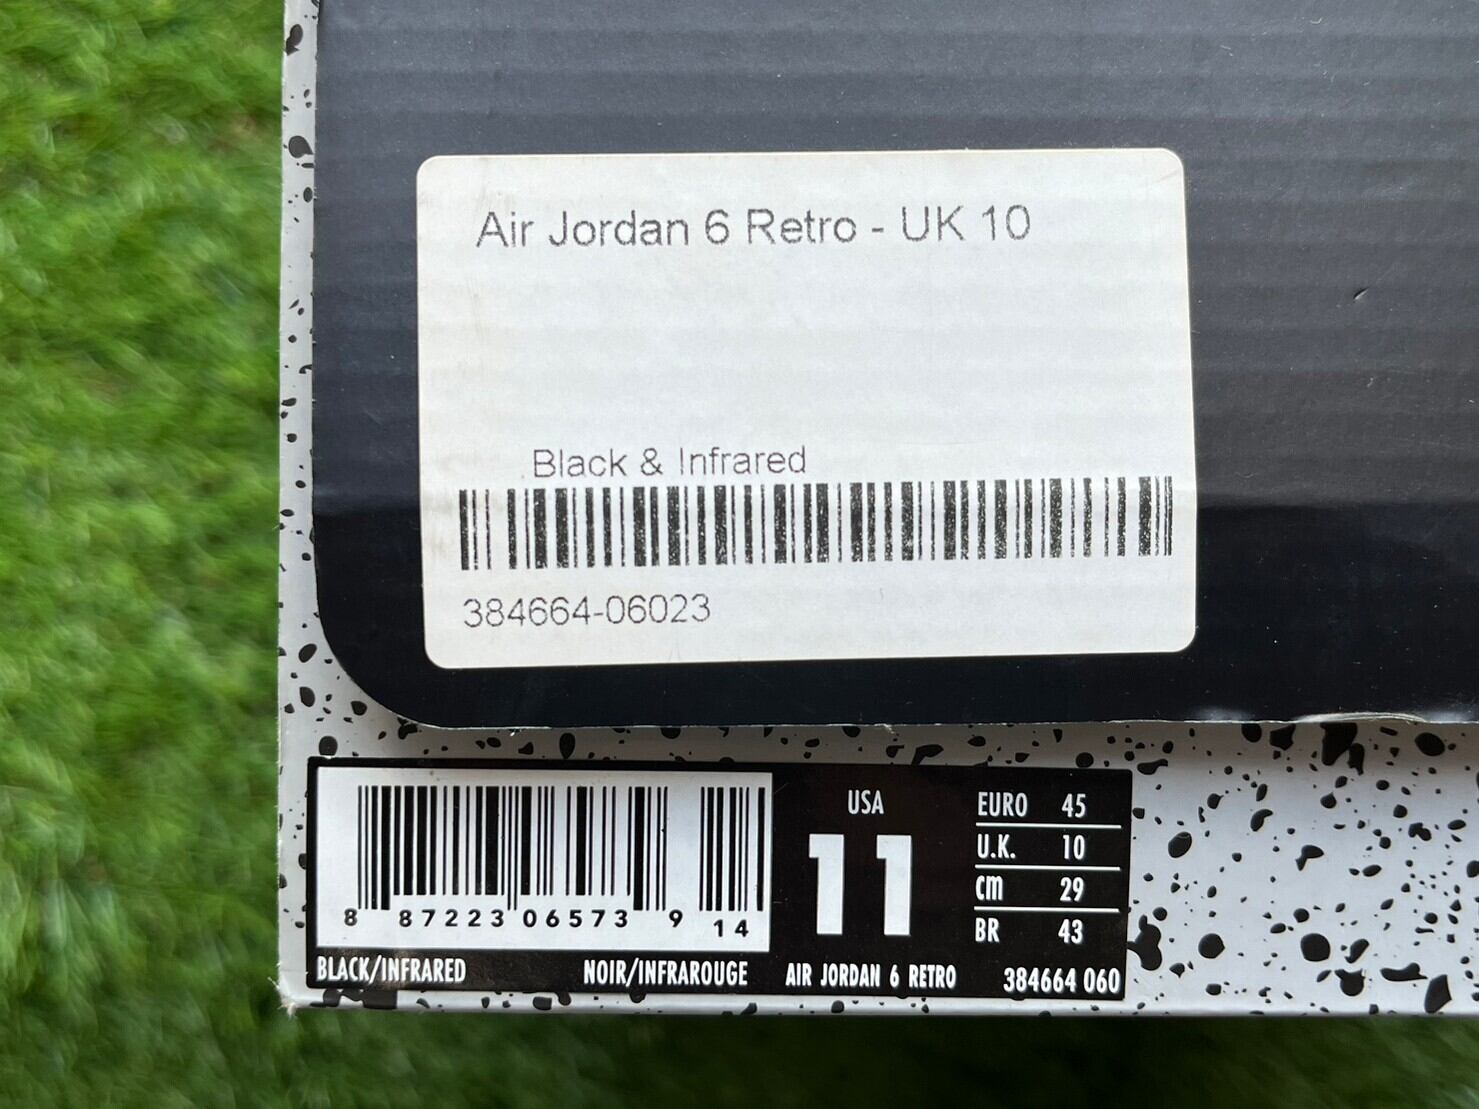 Air Jordan 6 Retro - UK 10
Black & Infrared
384664-06023
USA
11
EURO 45
U.K. 10
cm 29
BR 43
8 87223 06573 9 14
BLACK/INFRARED NOIR/INFRAROUGE AIR JORDAN 6 RETRO 384664 060